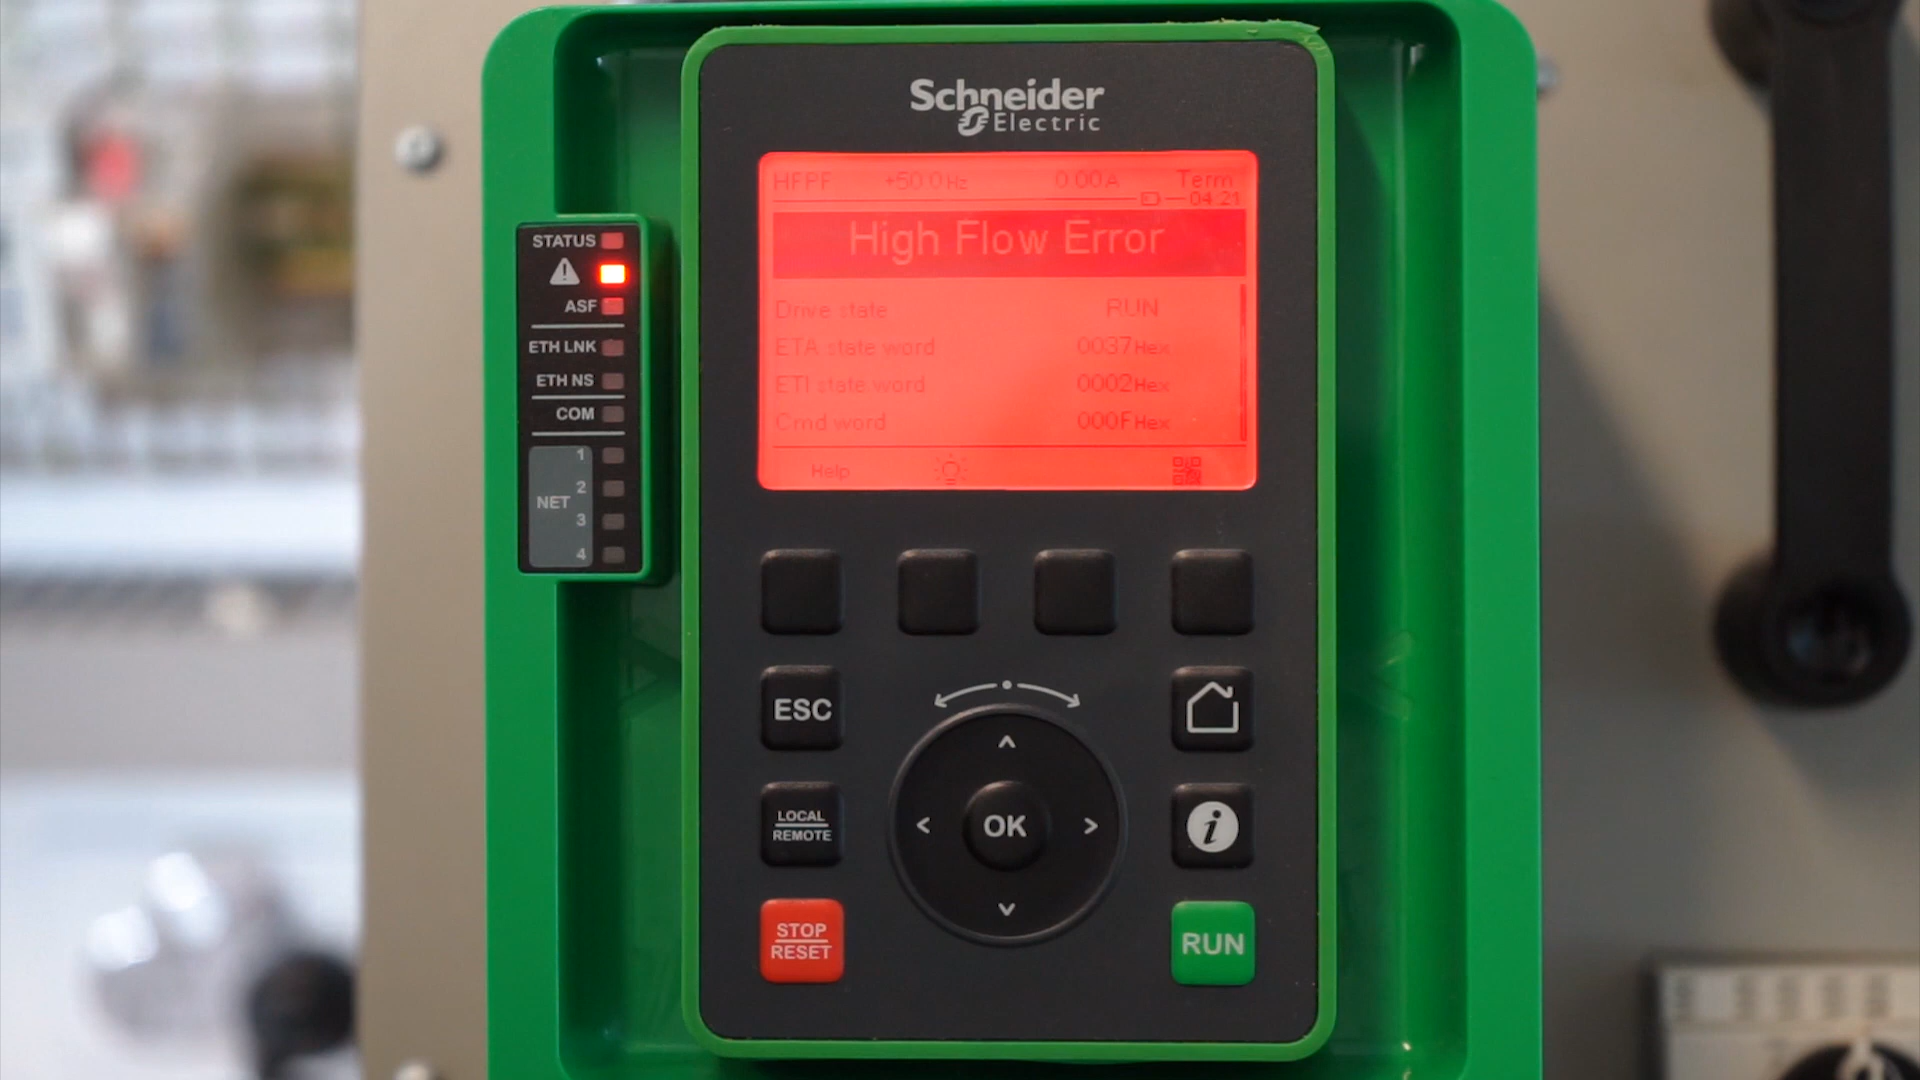 Schneider
Electric
HFPF +50.0Hz 0.00A Term
04:21
High Flow Error
Drive state RUN
ETA state word 0037Hex
ETI state word 0002Hex
Cmd word 000FHex
Help
STATUS
ASF
ETH LNK
ETH NS
COM
NET
1
2
3
4
ESC
LOCAL
REMOTE
OK
i
STOP
RESET
RUN